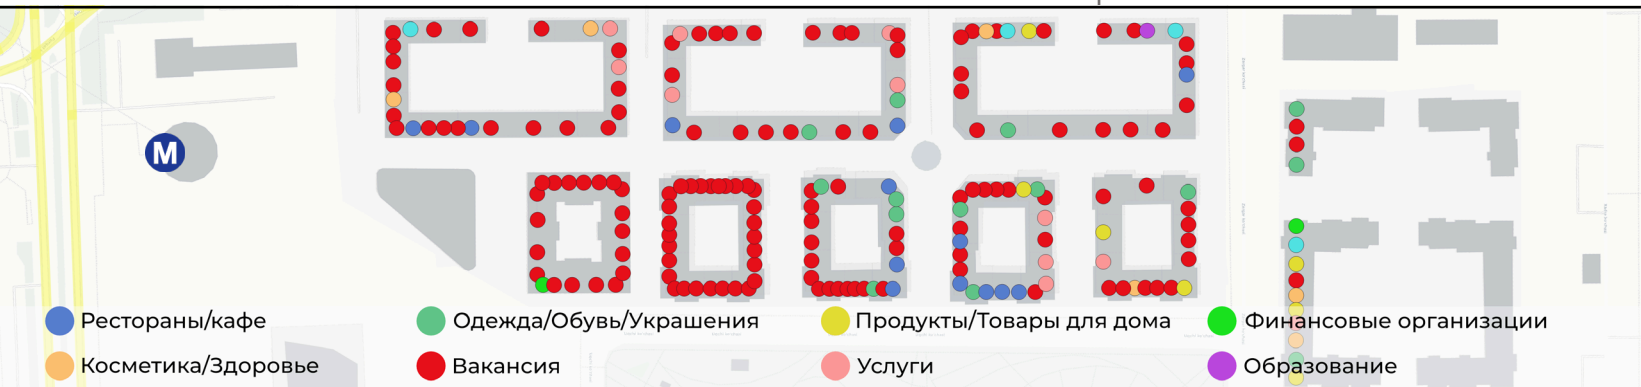 M
Рестораны/кафе Одежда/Обувь/Украшения Продукты/Товары для дома Финансовые организации
Косметика/Здоровье Вакансия Услуги Образование